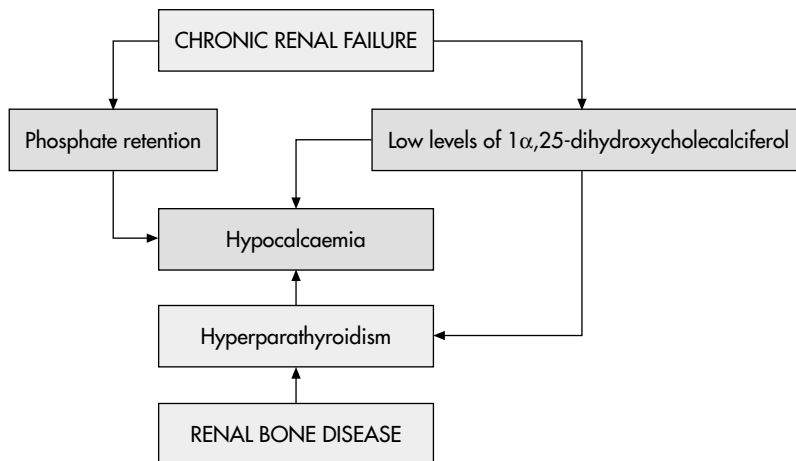 CHRONIC RENAL FAILURE
Phosphate retention
Low levels of 1α,25-dihydroxycholecalciferol
Hypocalcaemia
Hyperparathyroidism
RENAL BONE DISEASE